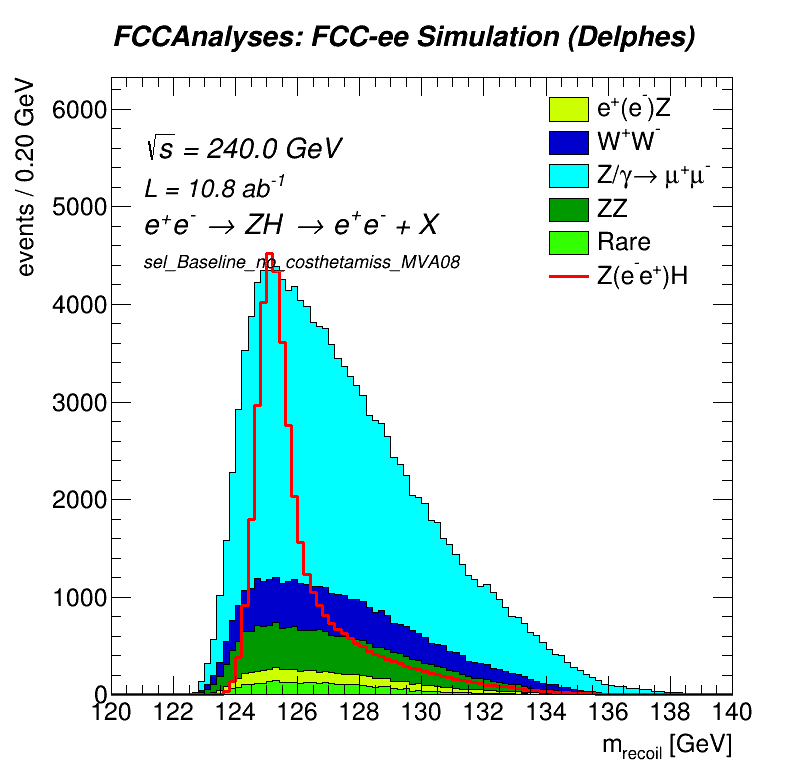 FCCAnalyses: FCC-ee Simulation (Delphes)
events / 0.20 GeV
6000
5000
4000
3000
2000
1000
0
√s = 240.0 GeV
L = 10.8 ab⁻¹
e⁺e⁻ → ZH → e⁺e⁻ + X
sel_Baseline_no_costhetamiss_MVA08
e⁺(e⁻)Z
W⁺W⁻
Z/γ→ μ⁺μ⁻
ZZ
Rare
Z(e⁻e⁺)H
120 122 124 126 128 130 132 134 136 138 140
m_recoil [GeV]